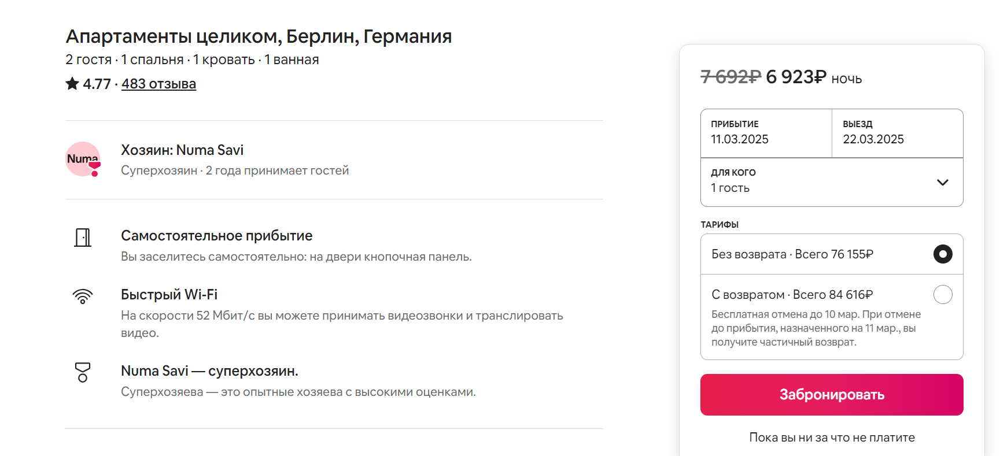 Апартаменты целиком, Берлин, Германия
2 гостя · 1 спальня · 1 кровать · 1 ванная
4.77 · 483 отзыва
Numa
Хозяин: Numa Savi
Суперхозяин · 2 года принимает гостей
Самостоятельное прибытие
Вы заселитесь самостоятельно: на двери кнопочная панель.
Быстрый Wi-Fi
На скорости 52 Мбит/с вы можете принимать видеозвонки и транслировать
видео.
Numa Savi — суперхозяин.
Суперхозяева — это опытные хозяева с высокими оценками.
7 692₽ 6 923₽ ночь
ПРИБЫТИЕ
11.03.2025
ВЫЕЗД
22.03.2025
ДЛЯ КОГО
1 гость
ТАРИФЫ
Без возврата · Всего 76 155₽
С возвратом · Всего 84 616₽
Бесплатная отмена до 10 мар. При отмене
до прибытия, назначенного на 11 мар., вы
получите частичный возврат.
Забронировать
Пока вы ни за что не платите